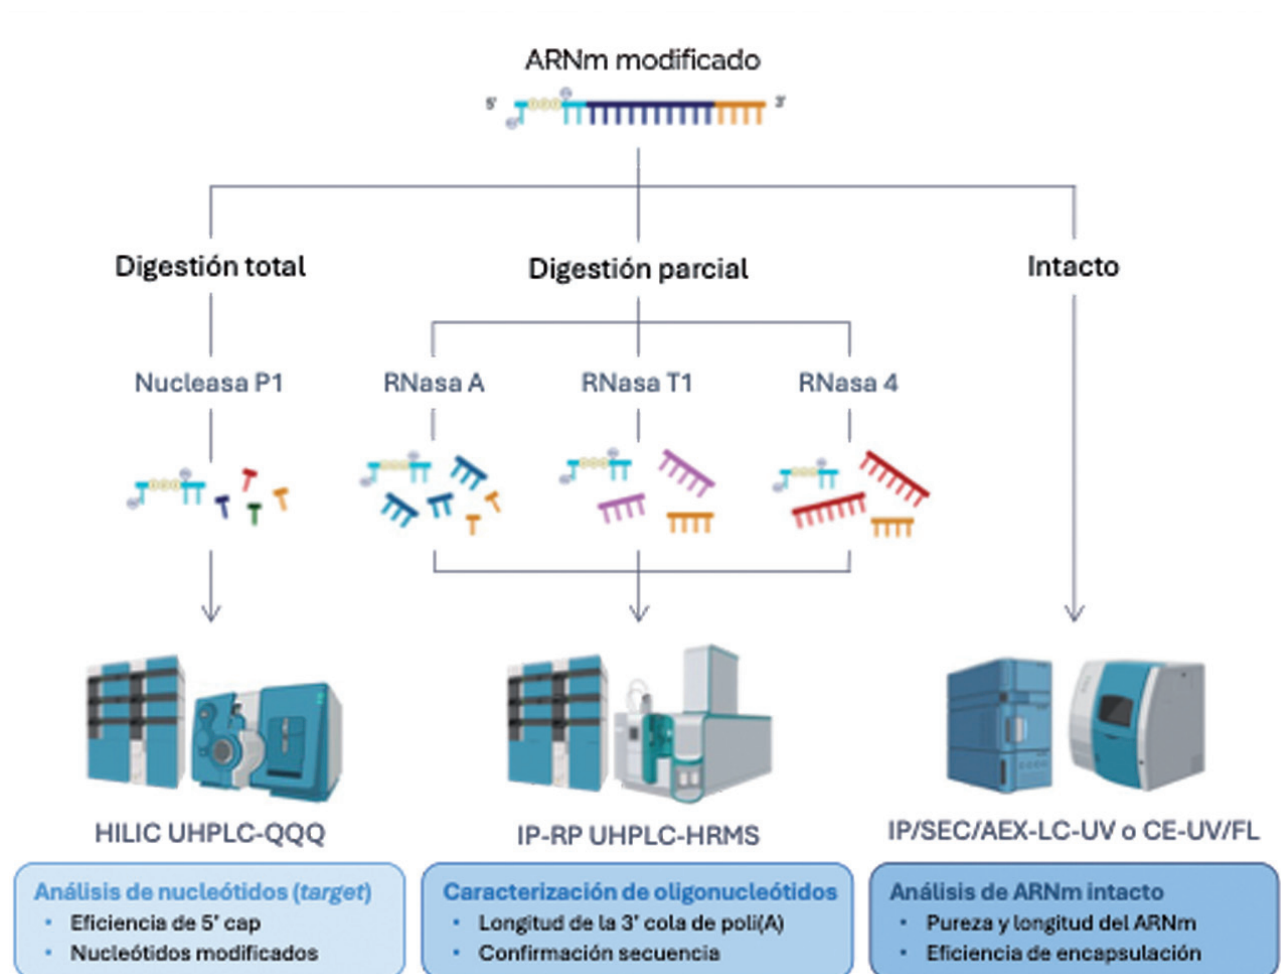 ARNm modificado
5' 3'
Digestión total
Digestión parcial
Intacto
Nucleasa P1
RNasa A
RNasa T1
RNasa 4
HILIC UHPLC-QQQ
IP-RP UHPLC-HRMS
IP/SEC/AEX-LC-UV o CE-UV/FL
Análisis de nucleótidos (target)
• Eficiencia de 5' cap
• Nucleótidos modificados
Caracterización de oligonucleótidos
• Longitud de la 3' cola de poli(A)
• Confirmación secuencia
Análisis de ARNm intacto
• Pureza y longitud del ARNm
• Eficiencia de encapsulación